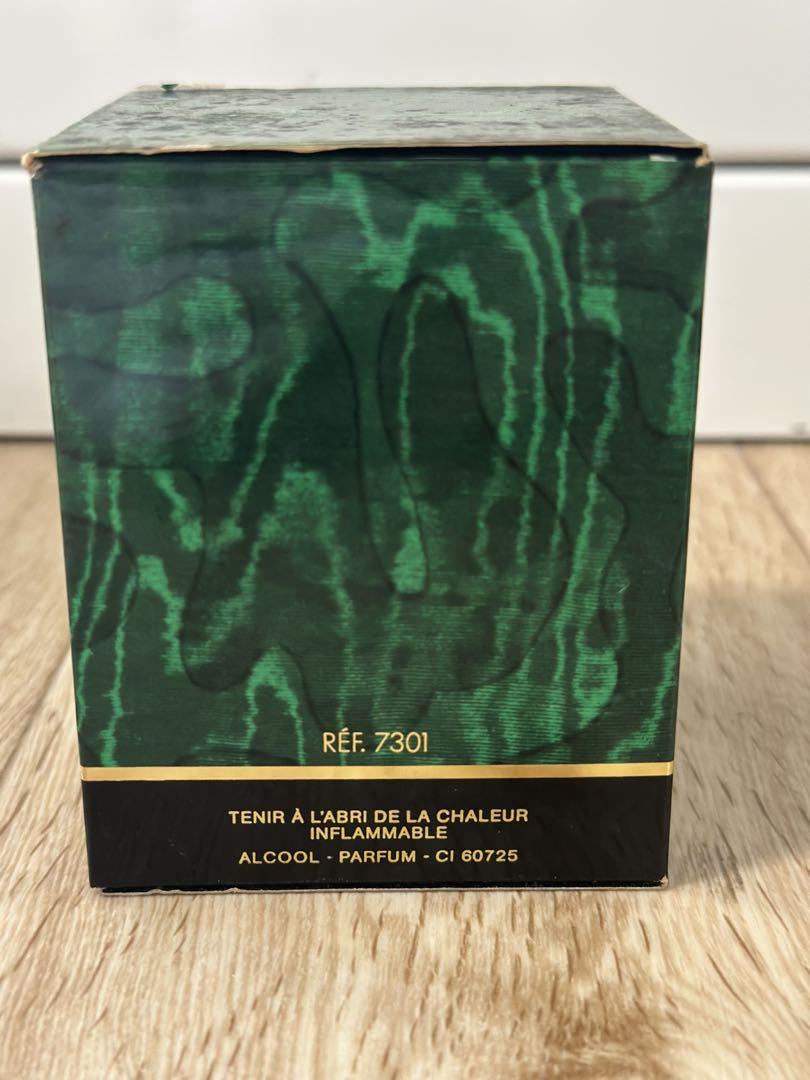 RÉF. 7301
TENIR À L'ABRI DE LA CHALEUR
INFLAMMABLE
ALCOOL - PARFUM - CI 60725